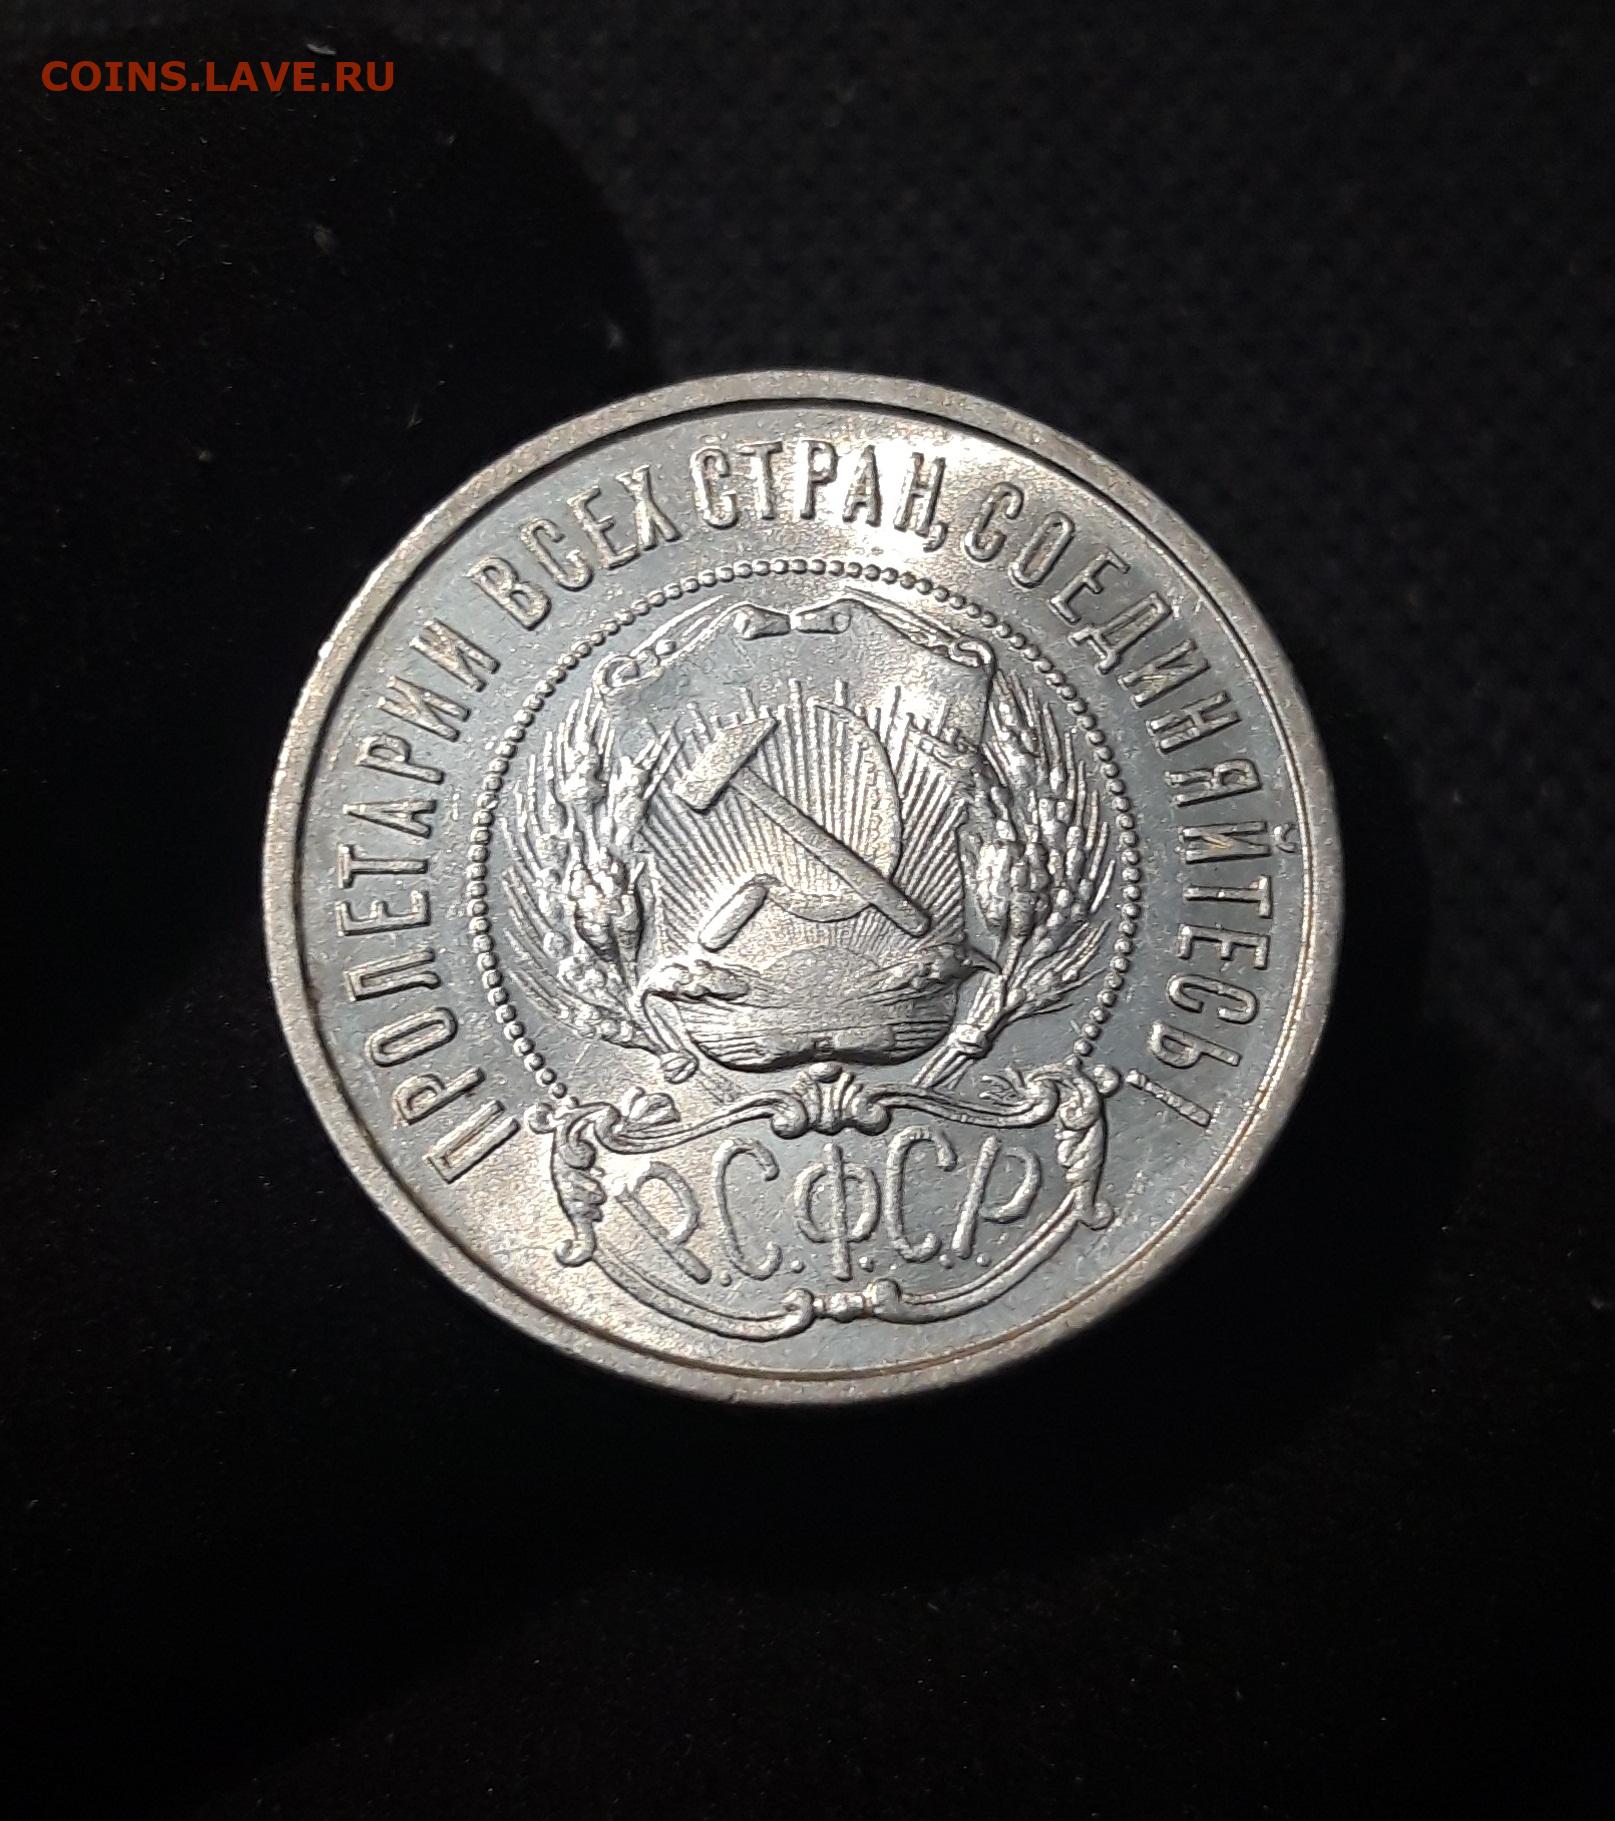 COINS.LAVE.RU
ПРОЛЕТАРИИ ВСЕХ СТРАН, СОЕДИНЯЙТЕСЬ!
Р.С.Ф.С.Р.